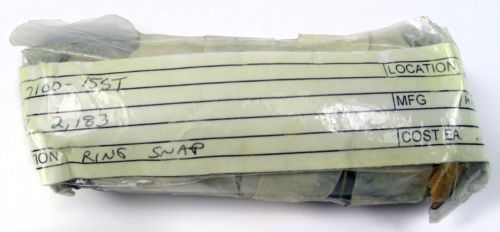 7100-15ST LOCATION
2,183 MFG
TION RING SNAP COST EA.